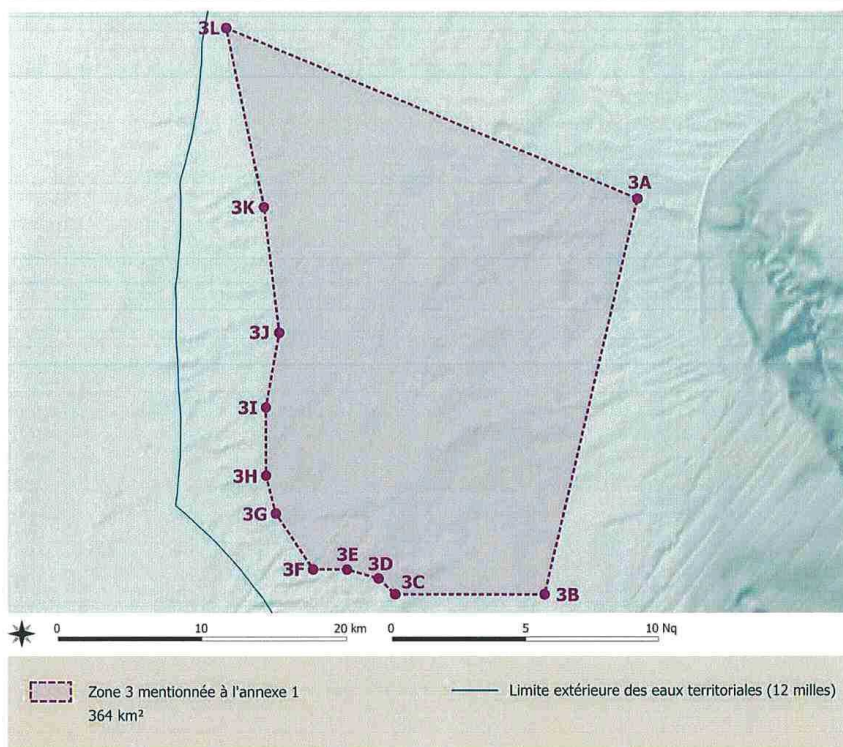 3L
3A
3K
3J
3I
3H
3G
3F
3E
3D
3C
3B
0 10 20 km 0 5 10 Nq
Zone 3 mentionnée à l'annexe 1 Limite extérieure des eaux territoriales (12 milles)
364 km²